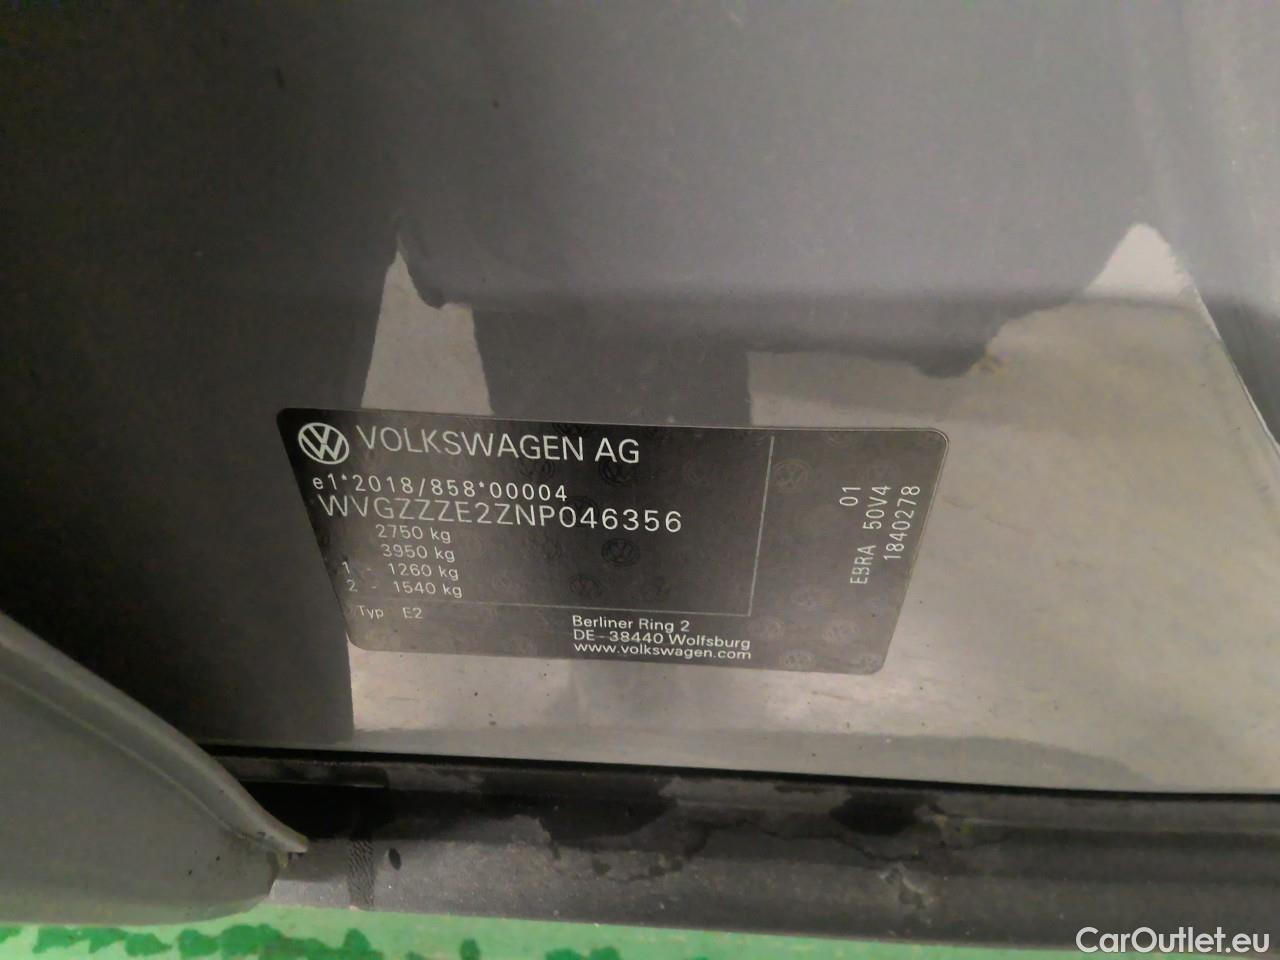 VOLKSWAGEN AG
e1*2018/858*00004
WVGZZZE2ZNP046356
2750 kg
3950 kg
1 - 1260 kg
2 - 1540 kg
Typ E2
Berliner Ring 2
DE-38440 Wolfsburg
www.volkswagen.com
01
EBRA 50V4
1840278
CarOutlet.eu